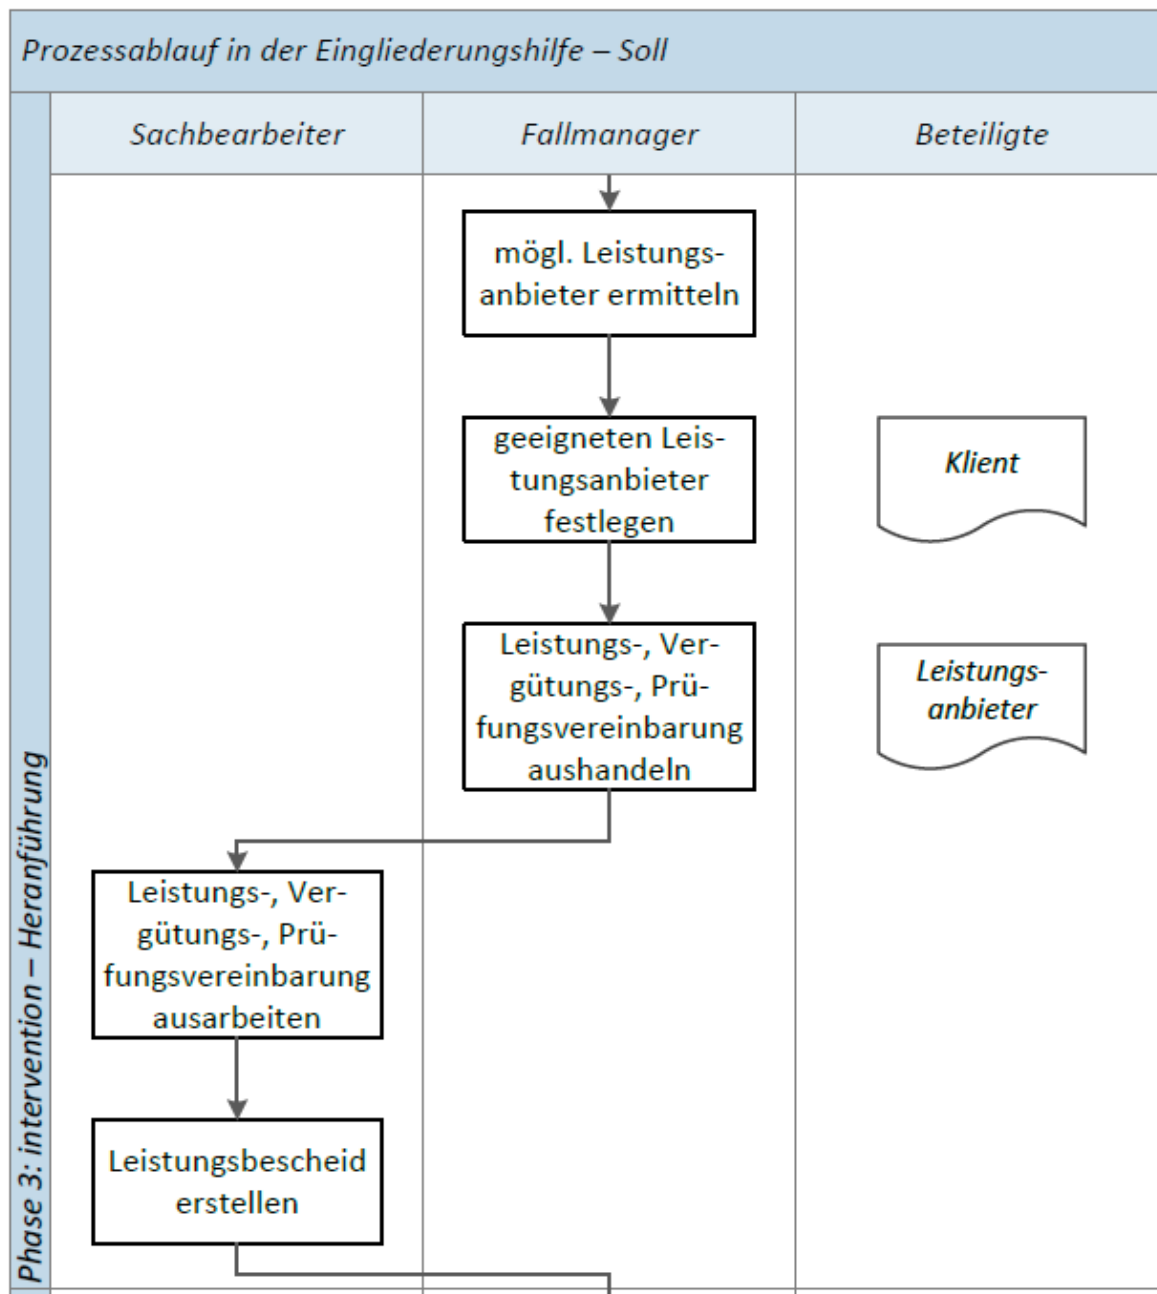 Prozessablauf in der Eingliederungshilfe – Soll
Sachbearbeiter
Fallmanager
Beteiligte
Phase 3: intervention – Heranführung
mögl. Leistungs-
anbieter ermitteln
geeigneten Leis-
tungsanbieter
festlegen
Klient
Leistungs-, Ver-
gütungs-, Prü-
fungsvereinbarung
aushandeln
Leistungs-
anbieter
Leistungs-, Ver-
gütungs-, Prü-
fungsvereinbarung
ausarbeiten
Leistungsbescheid
erstellen